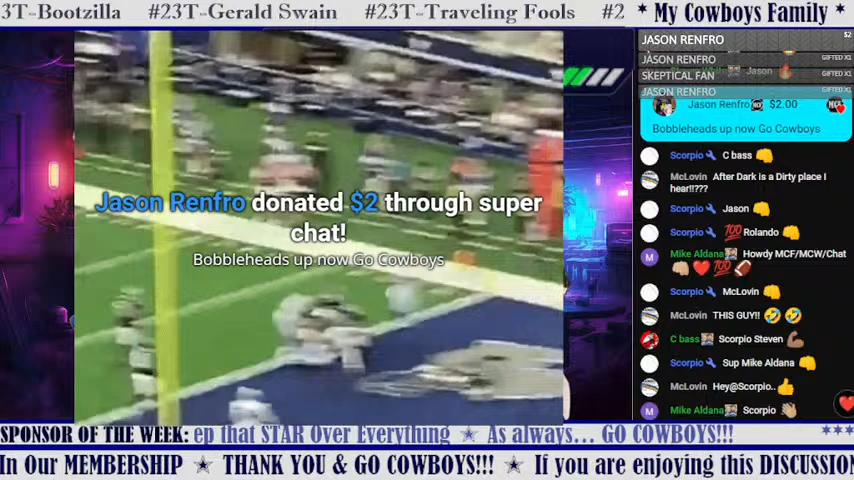 3T-Bootzilla #23T-Gerald Swain #23T-Traveling Fools #2
* My Cowboys Family *
JASON RENFRO $2
JASON RENFRO GIFTED X1
SKEPTICAL FAN Jason GIFTED X1
JASON RENFRO GIFTED X1
Jason Renfro $2.00
Bobbleheads up now Go Cowboys
Scorpio C bass
McLovin After Dark is a Dirty place I
hear!!???
Scorpio Jason
Scorpio 💯 Rolando
Mike Aldana Howdy MCF/MCW/Chat
💯
Scorpio McLovin
McLovin THIS GUY!!
C bass Scorpio Steven
Scorpio Sup Mike Aldana
McLovin Hey@Scorpio..
Mike Aldana Scorpio
Jason Renfro donated $2 through super
chat!
Bobbleheads up now Go Cowboys
SPONSOR OF THE WEEK: ep that STAR Over Everything ★ As always... GO COWBOYS!!! ***
In Our MEMBERSHIP ★ THANK YOU & GO COWBOYS!!! ★ If you are enjoying this DISCUSSION